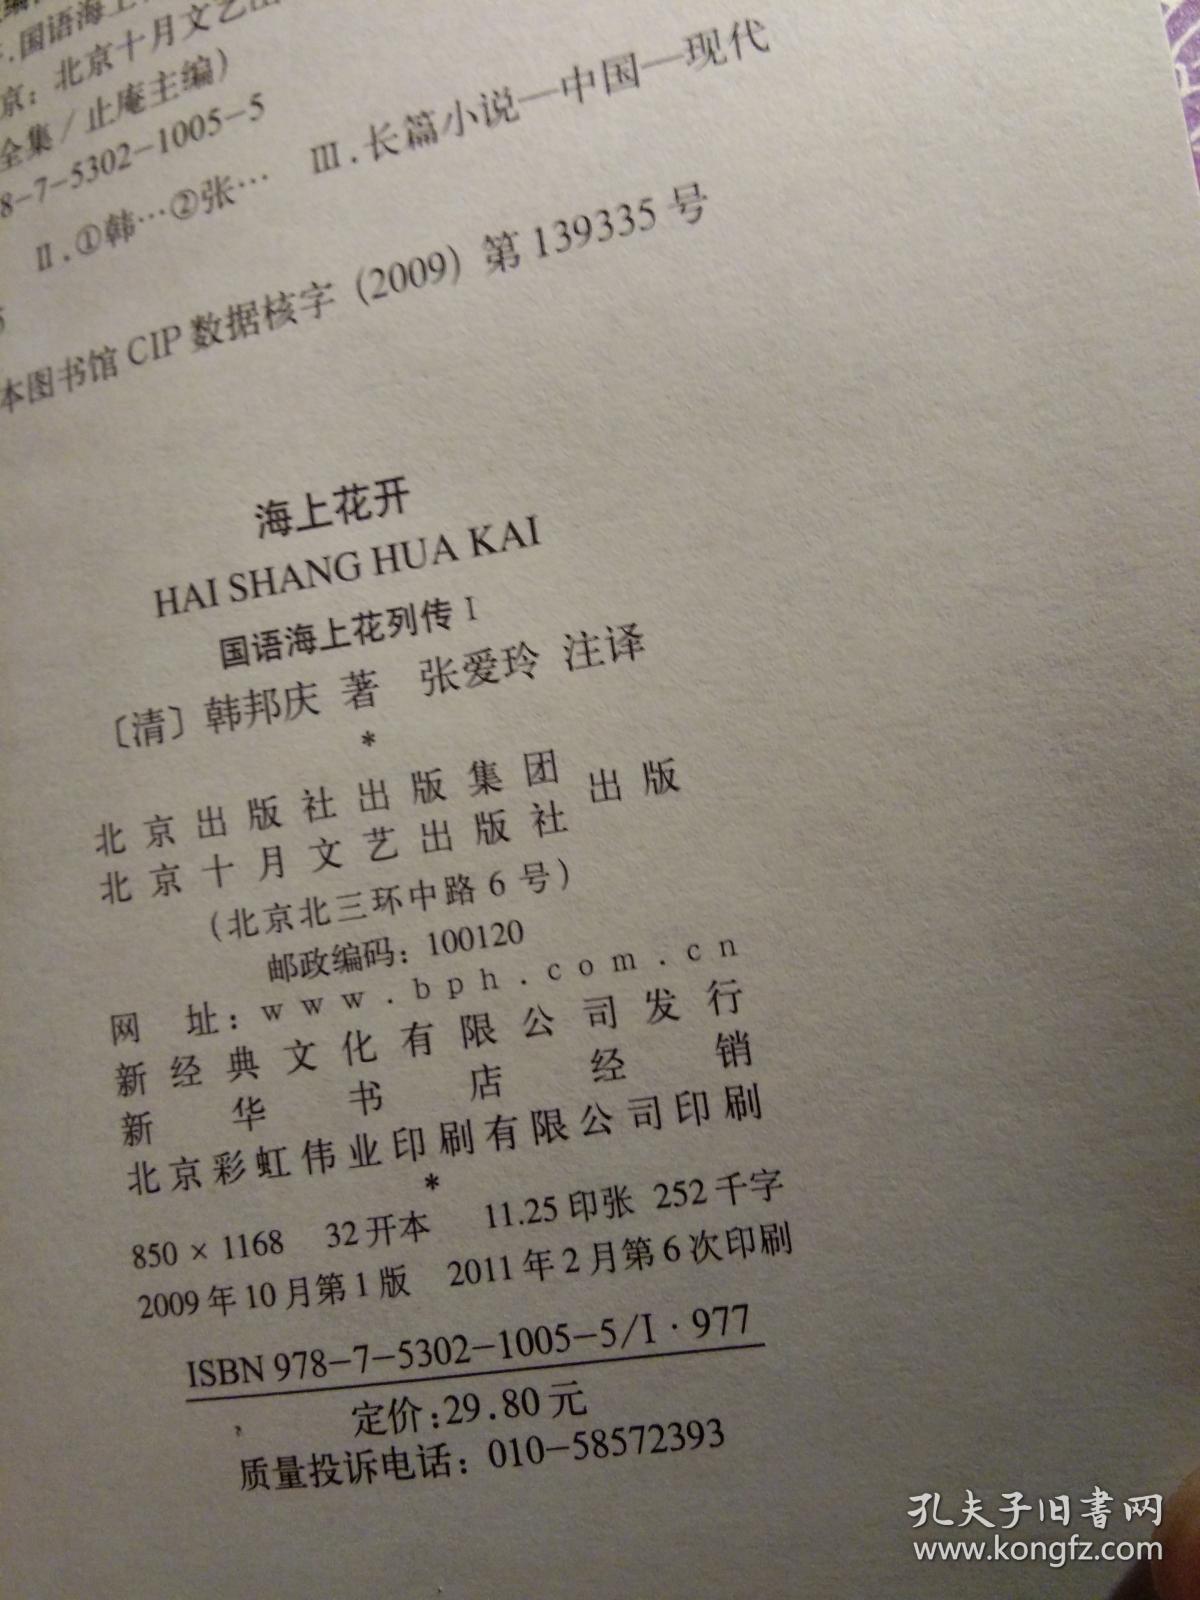 .国语海上
京：北京十月文艺出
全集/止庵主编）
8-7-5302-1005-5
Ⅱ.①韩…②张… Ⅲ.长篇小说—中国—现代
本图书馆CIP数据核字（2009）第139335号
海上花开
HAI SHANG HUA KAI
国语海上花列传Ⅰ
〔清〕韩邦庆 著 张爱玲 注译
*
北京出版社出版集团
北京十月文艺出版社 出版
（北京北三环中路6号）
邮政编码：100120
网 址：www.bph.com.cn
新经典文化有限公司发行
新华书店经销
北京彩虹伟业印刷有限公司印刷
*
850×1168 32开本 11.25印张 252千字
2009年10月第1版 2011年2月第6次印刷
ISBN 978-7-5302-1005-5/I·977
定价：29.80元
质量投诉电话：010-58572393
孔夫子旧书网
www.kongfz.com